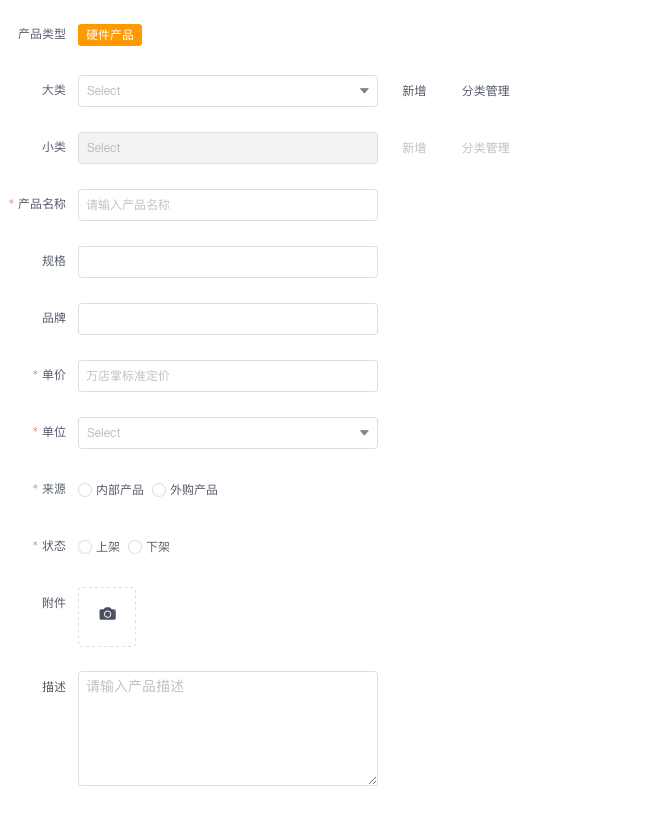 产品类型 硬件产品
大类 Select 新增 分类管理
小类 Select 新增 分类管理
* 产品名称 请输入产品名称
规格
品牌
* 单价 万店掌标准定价
* 单位 Select
* 来源 内部产品 外购产品
* 状态 上架 下架
附件
描述 请输入产品描述